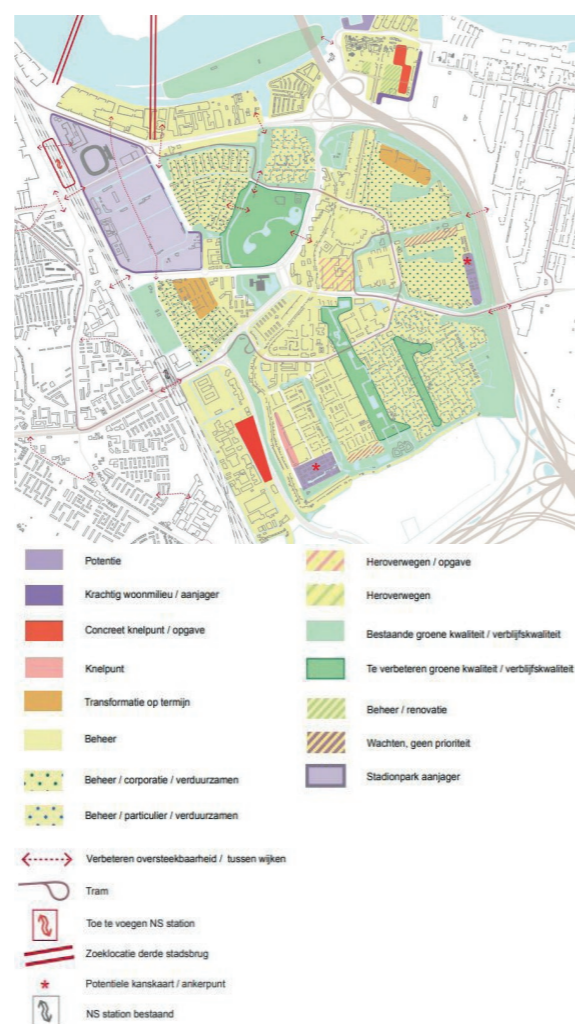 Potentie
Krachtig woonmilieu / aanjager
Concreet knelpunt / opgave
Knelpunt
Transformatie op termijn
Beheer
Beheer / corporatie / verduurzamen
Beheer / particulier / verduurzamen
Heroverwegen / opgave
Heroverwegen
Bestaande groene kwaliteit / verblijfskwaliteit
Te verbeteren groene kwaliteit / verblijfskwaliteit
Beheer / renovatie
Wachten, geen prioriteit
Stadionpark aanjager
Verbeteren oversteekbaarheid / tussen wijken
Tram
Toe te voegen NS station
Zoeklocatie derde stadsbrug
Potentiele kanskaart / ankerpunt
NS station bestaand